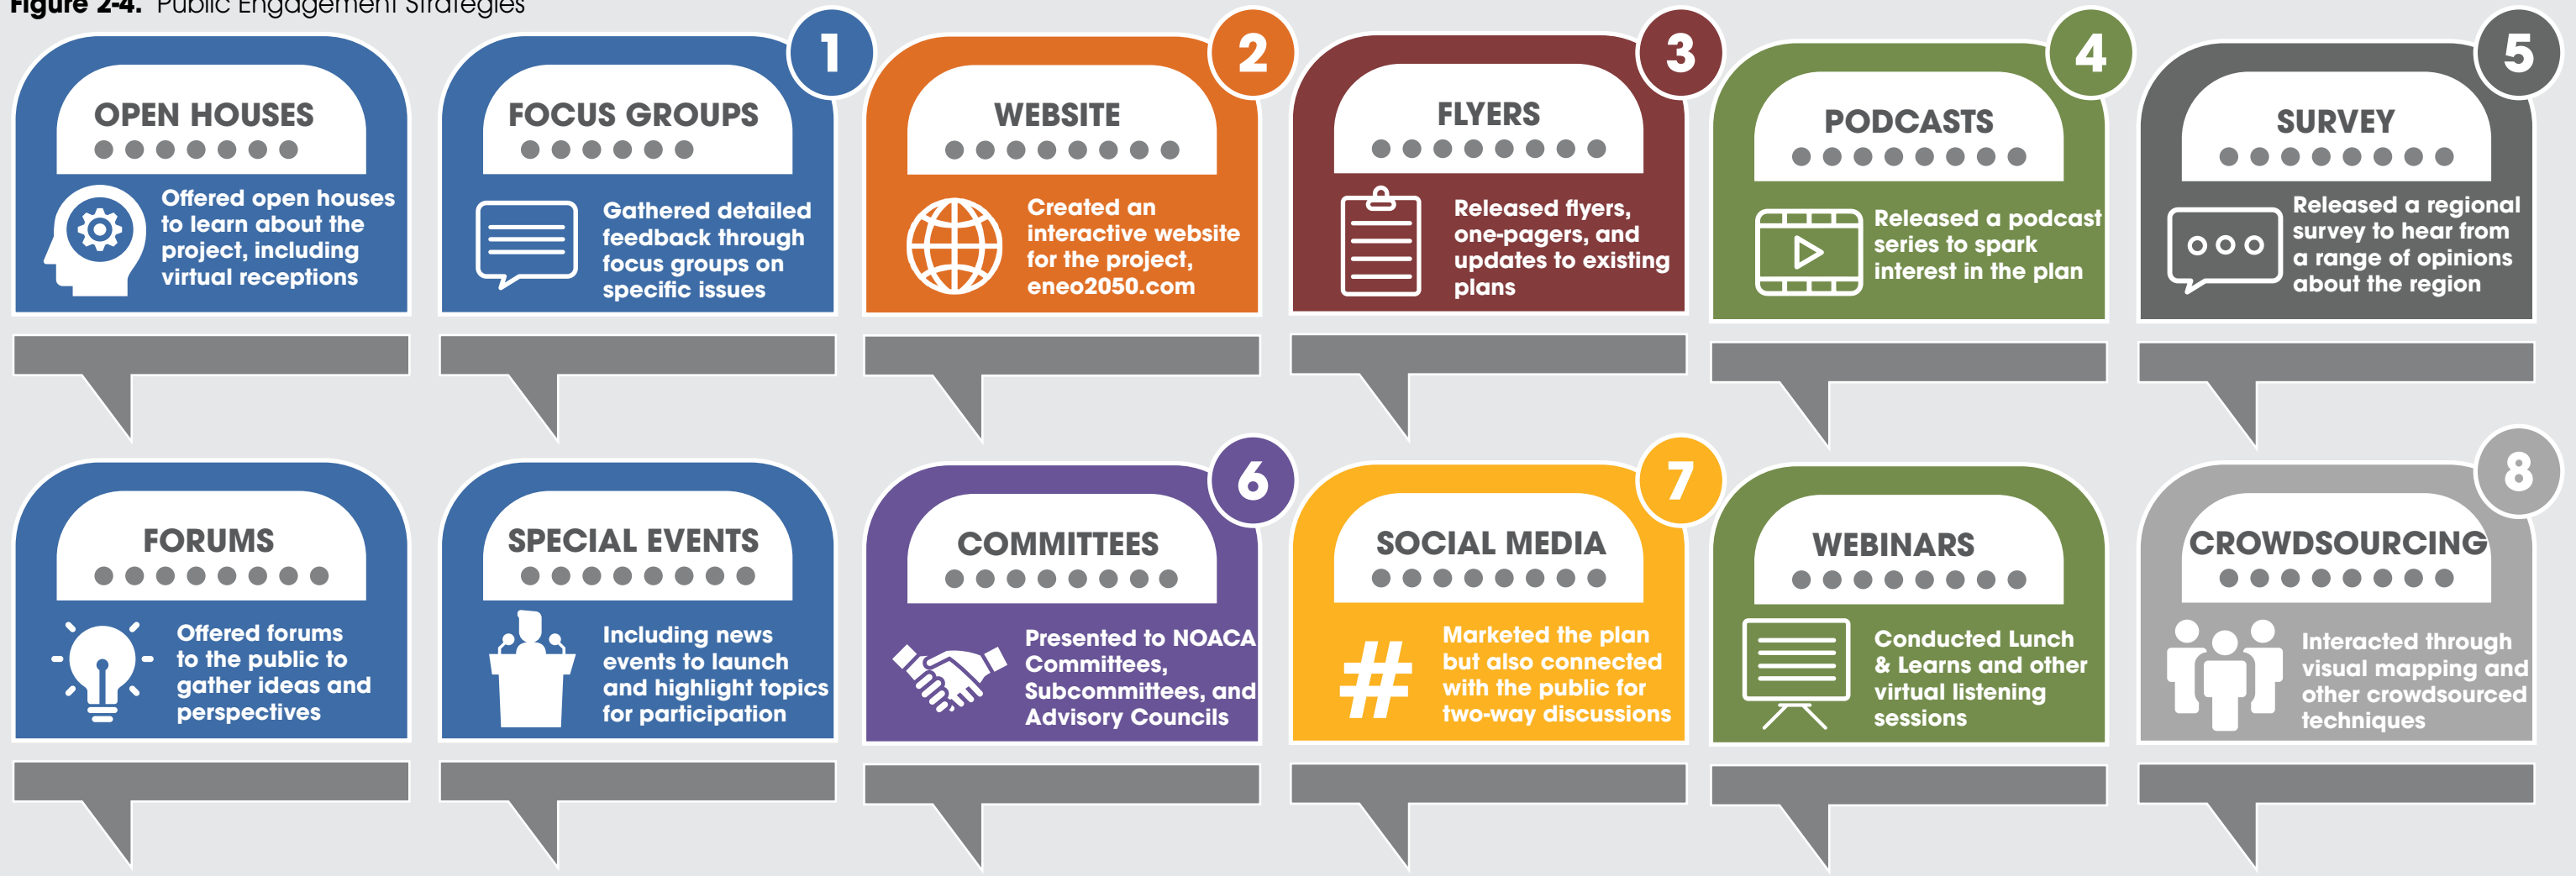 Figure 2-4. Public Engagement Strategies
OPEN HOUSES
Offered open houses
to learn about the
project, including
virtual receptions
1
FOCUS GROUPS
Gathered detailed
feedback through
focus groups on
specific issues
2
WEBSITE
Created an
interactive website
for the project,
eneo2050.com
3
FLYERS
Released flyers,
one-pagers, and
updates to existing
plans
4
PODCASTS
Released a podcast
series to spark
interest in the plan
5
SURVEY
Released a regional
survey to hear from
a range of opinions
about the region
FORUMS
Offered forums
to the public to
gather ideas and
perspectives
SPECIAL EVENTS
Including news
events to launch
and highlight topics
for participation
6
COMMITTEES
Presented to NOACA
Committees,
Subcommittees, and
Advisory Councils
7
SOCIAL MEDIA
#
Marketed the plan
but also connected
with the public for
two-way discussions
WEBINARS
Conducted Lunch
& Learns and other
virtual listening
sessions
8
CROWDSOURCING
Interacted through
visual mapping and
other crowdsourced
techniques